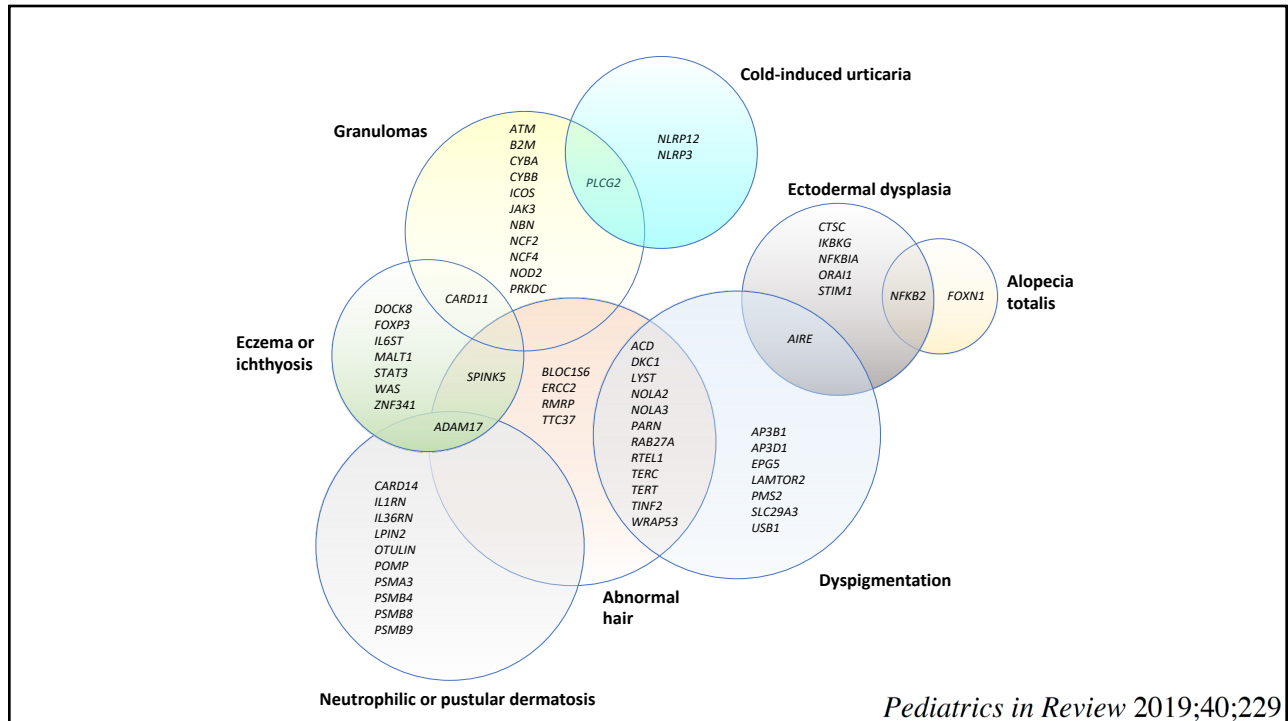 Cold-induced urticaria
Granulomas
ATM
B2M
CYBA
CYBB
ICOS
JAK3
NBN
NCF2
NCF4
NOD2
PRKDC
PLCG2
NLRP12
NLRP3
Ectodermal dysplasia
CTSC
IKBKG
NFKBIA
ORAI1
STIM1
NFKB2
FOXN1
Alopecia
totalis
AIRE
CARD11
Eczema or
ichthyosis
DOCK8
FOXP3
IL6ST
MALT1
STAT3
WAS
ZNF341
SPINK5
ADAM17
BLOC1S6
ERCC2
RMRP
TTC37
ACD
DKC1
LYST
NOLA2
NOLA3
PARN
RAB27A
RTEL1
TERC
TERT
TINF2
WRAP53
AP3B1
AP3D1
EPG5
LAMTOR2
PMS2
SLC29A3
USB1
CARD14
IL1RN
IL36RN
LPIN2
OTULIN
POMP
PSMA3
PSMB4
PSMB8
PSMB9
Dyspigmentation
Abnormal
hair
Neutrophilic or pustular dermatosis
Pediatrics in Review 2019;40;229